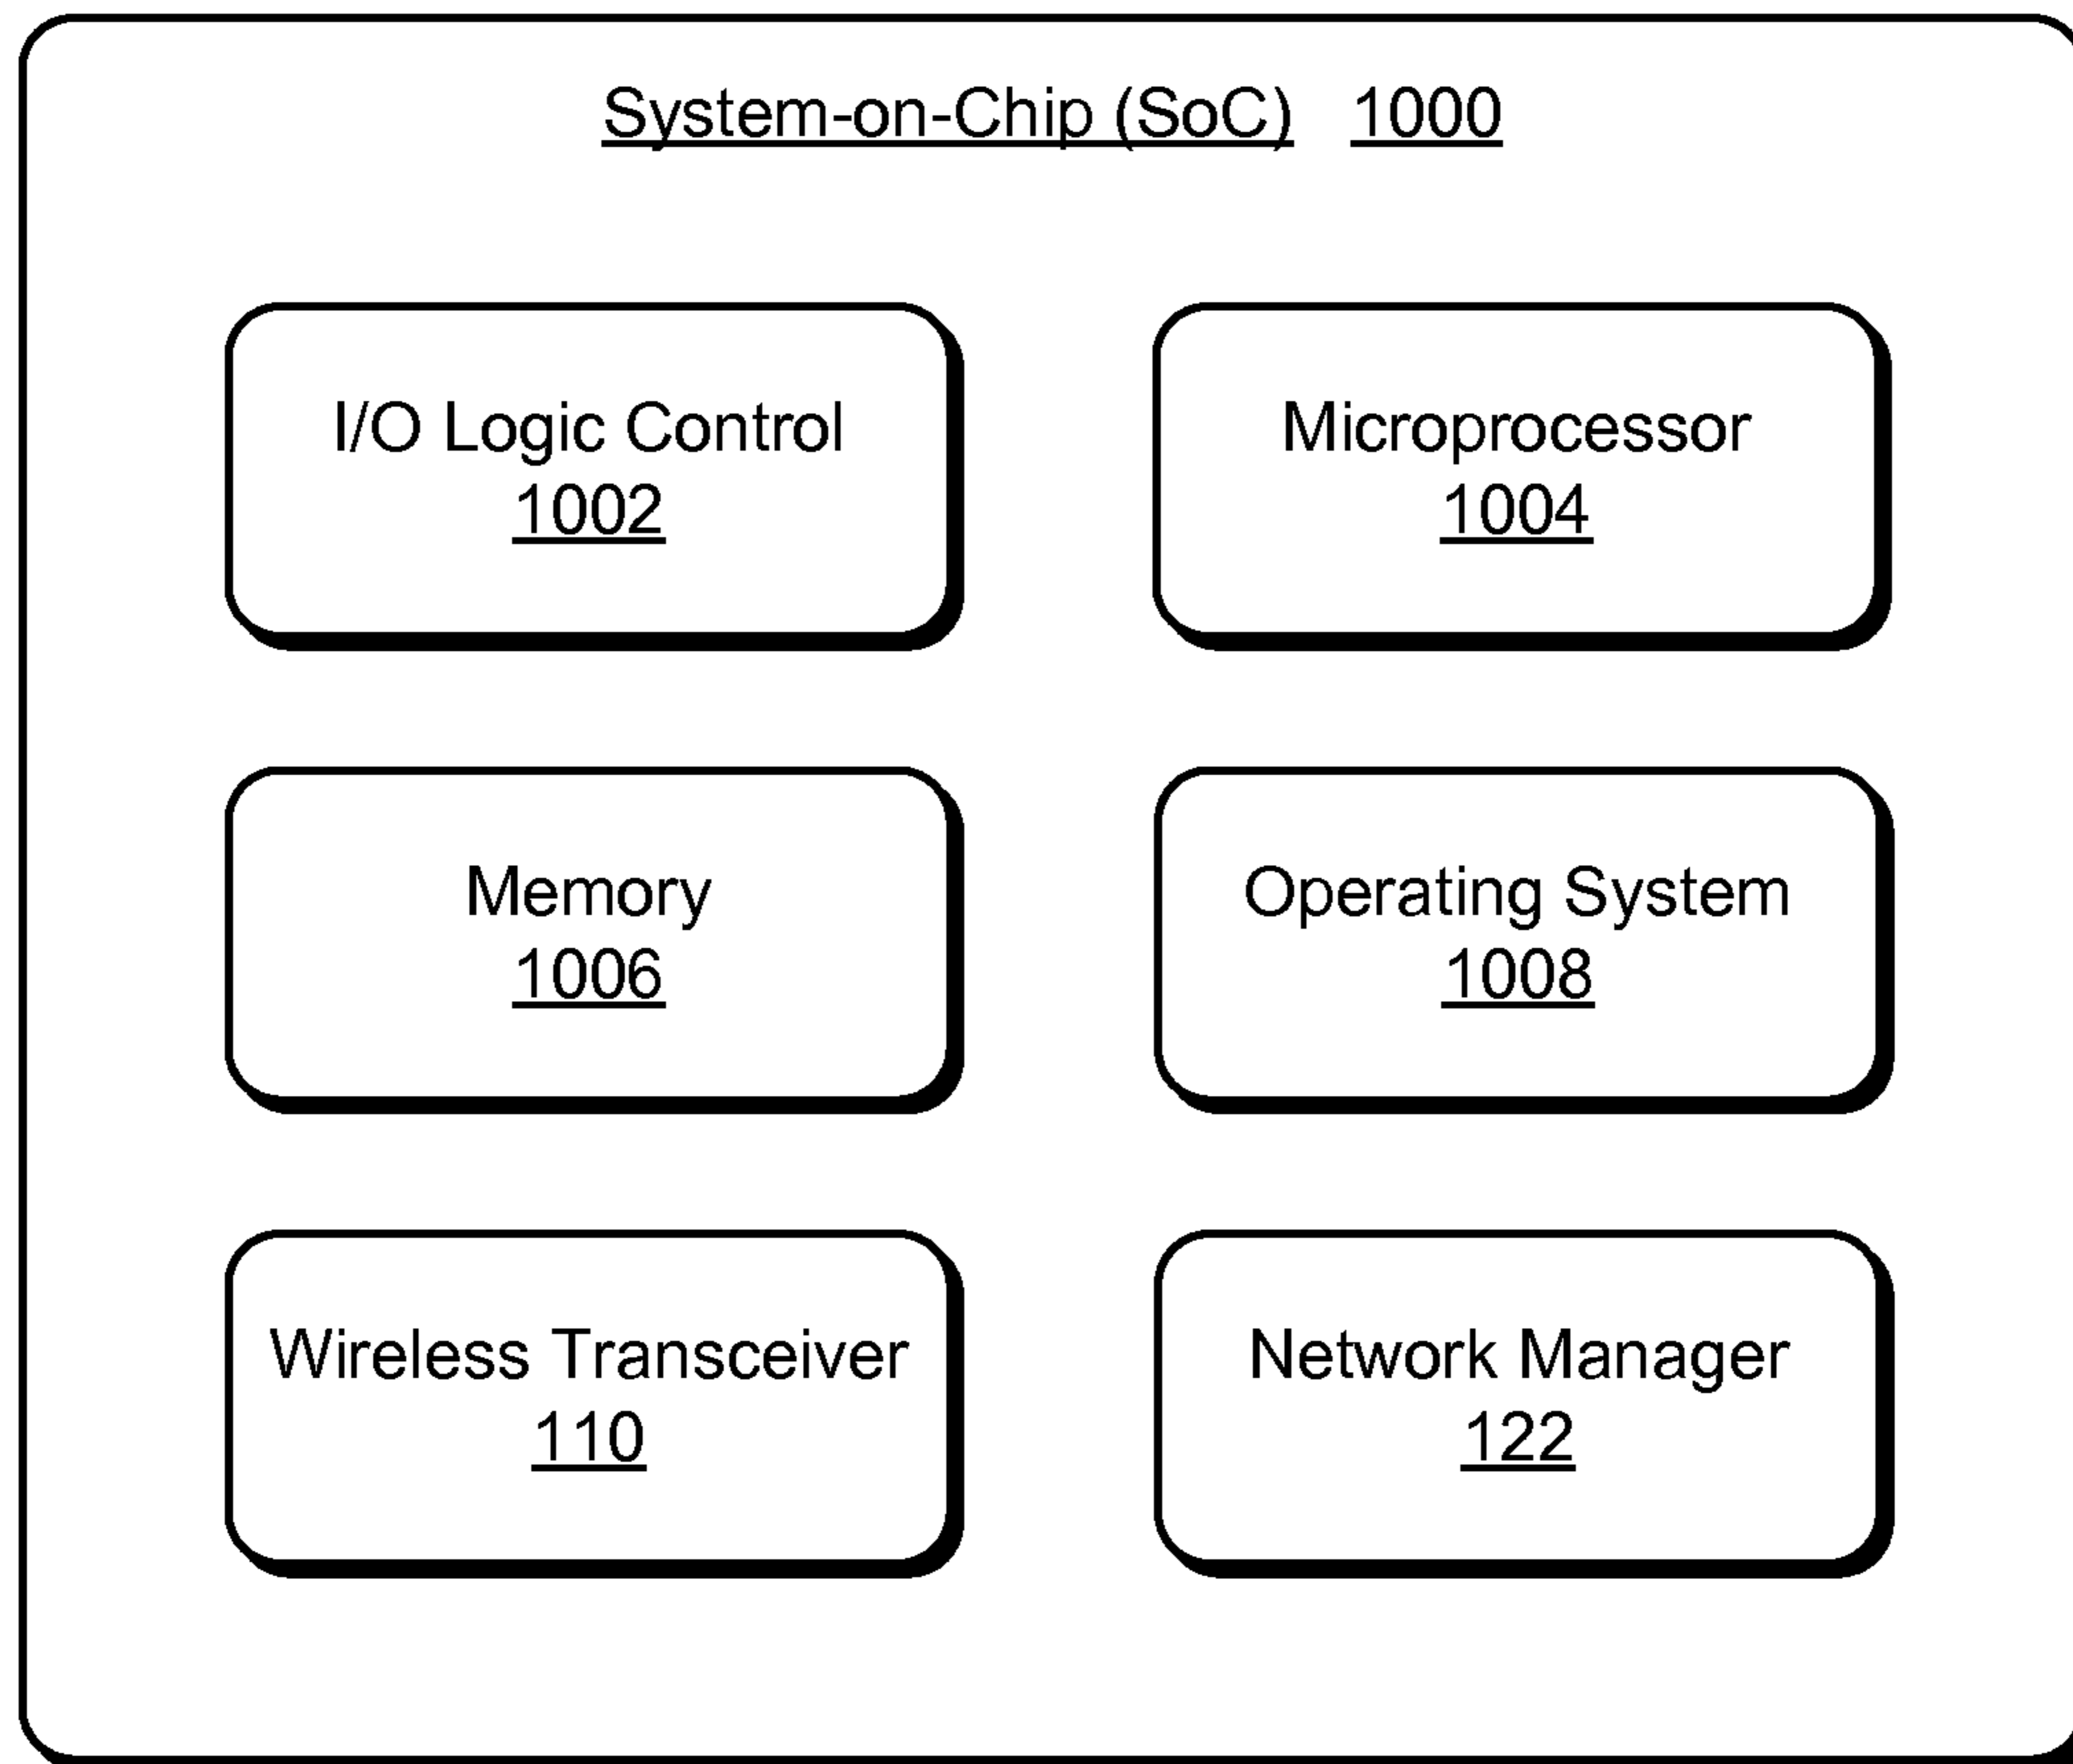 System-on-Chip (SoC) 1000
I/O Logic Control
1002
Microprocessor
1004
Memory
1006
Operating System
1008
Wireless Transceiver
110
Network Manager
122